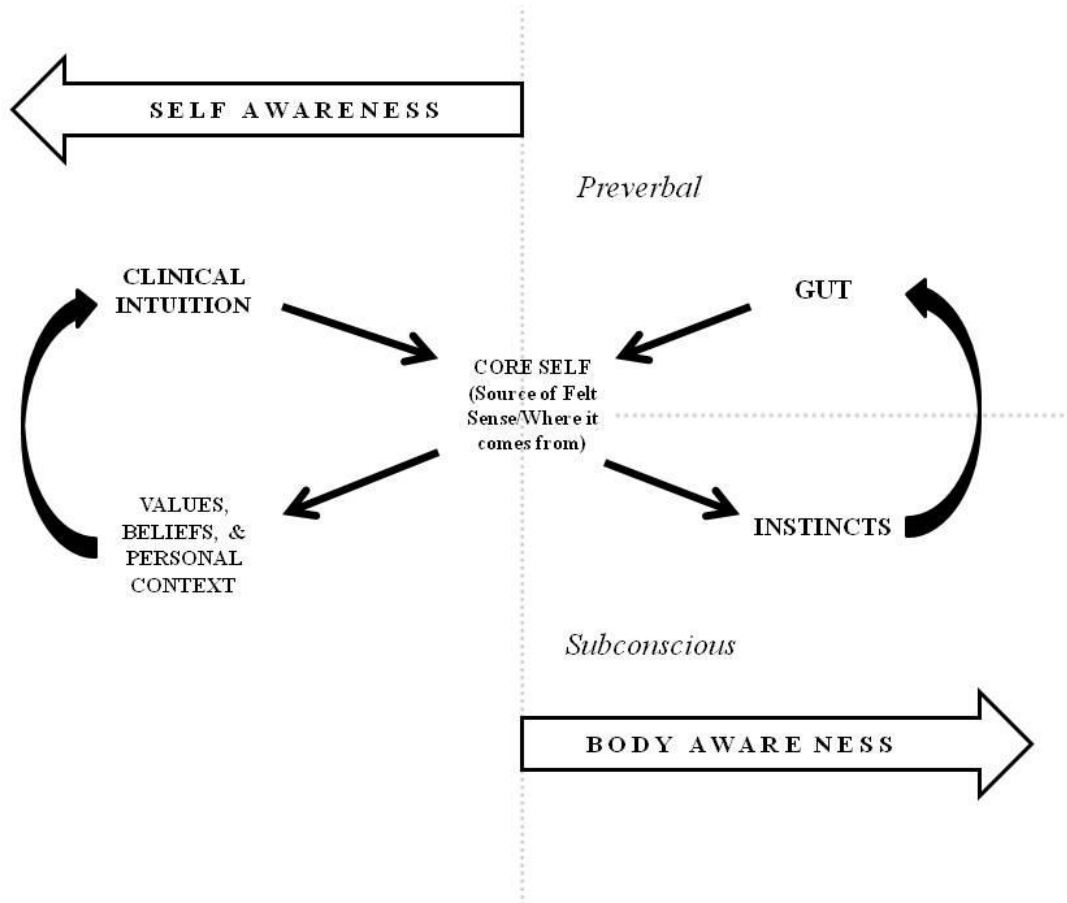 SELF AWARENESS
Preverbal
CLINICAL
INTUITION
GUT
CORE SELF
(Source of Felt
Sense/Where it
comes from)
VALUES,
BELIEFS, &
PERSONAL
CONTEXT
INSTINCTS
Subconscious
BODY AWARENESS